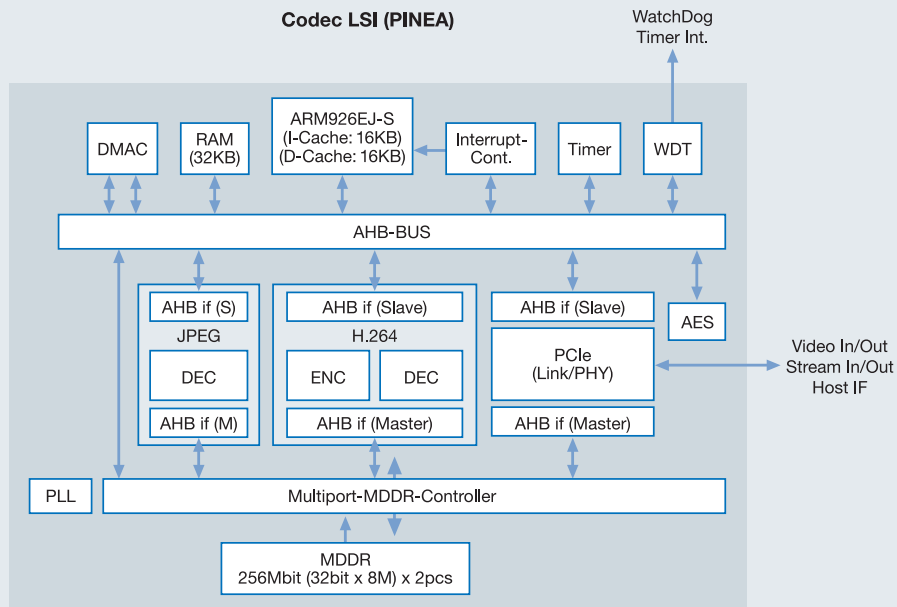 Codec LSI (PINEA)
WatchDog
Timer Int.
DMAC
RAM
(32KB)
ARM926EJ-S
(I-Cache: 16KB)
(D-Cache: 16KB)
Interrupt-
Cont.
Timer
WDT
AHB-BUS
AHB if (S)
JPEG
DEC
AHB if (M)
AHB if (Slave)
H.264
ENC
DEC
AHB if (Master)
AHB if (Slave)
PCIe
(Link/PHY)
AHB if (Master)
AES
Video In/Out
Stream In/Out
Host IF
PLL
Multiport-MDDR-Controller
MDDR
256Mbit (32bit x 8M) x 2pcs